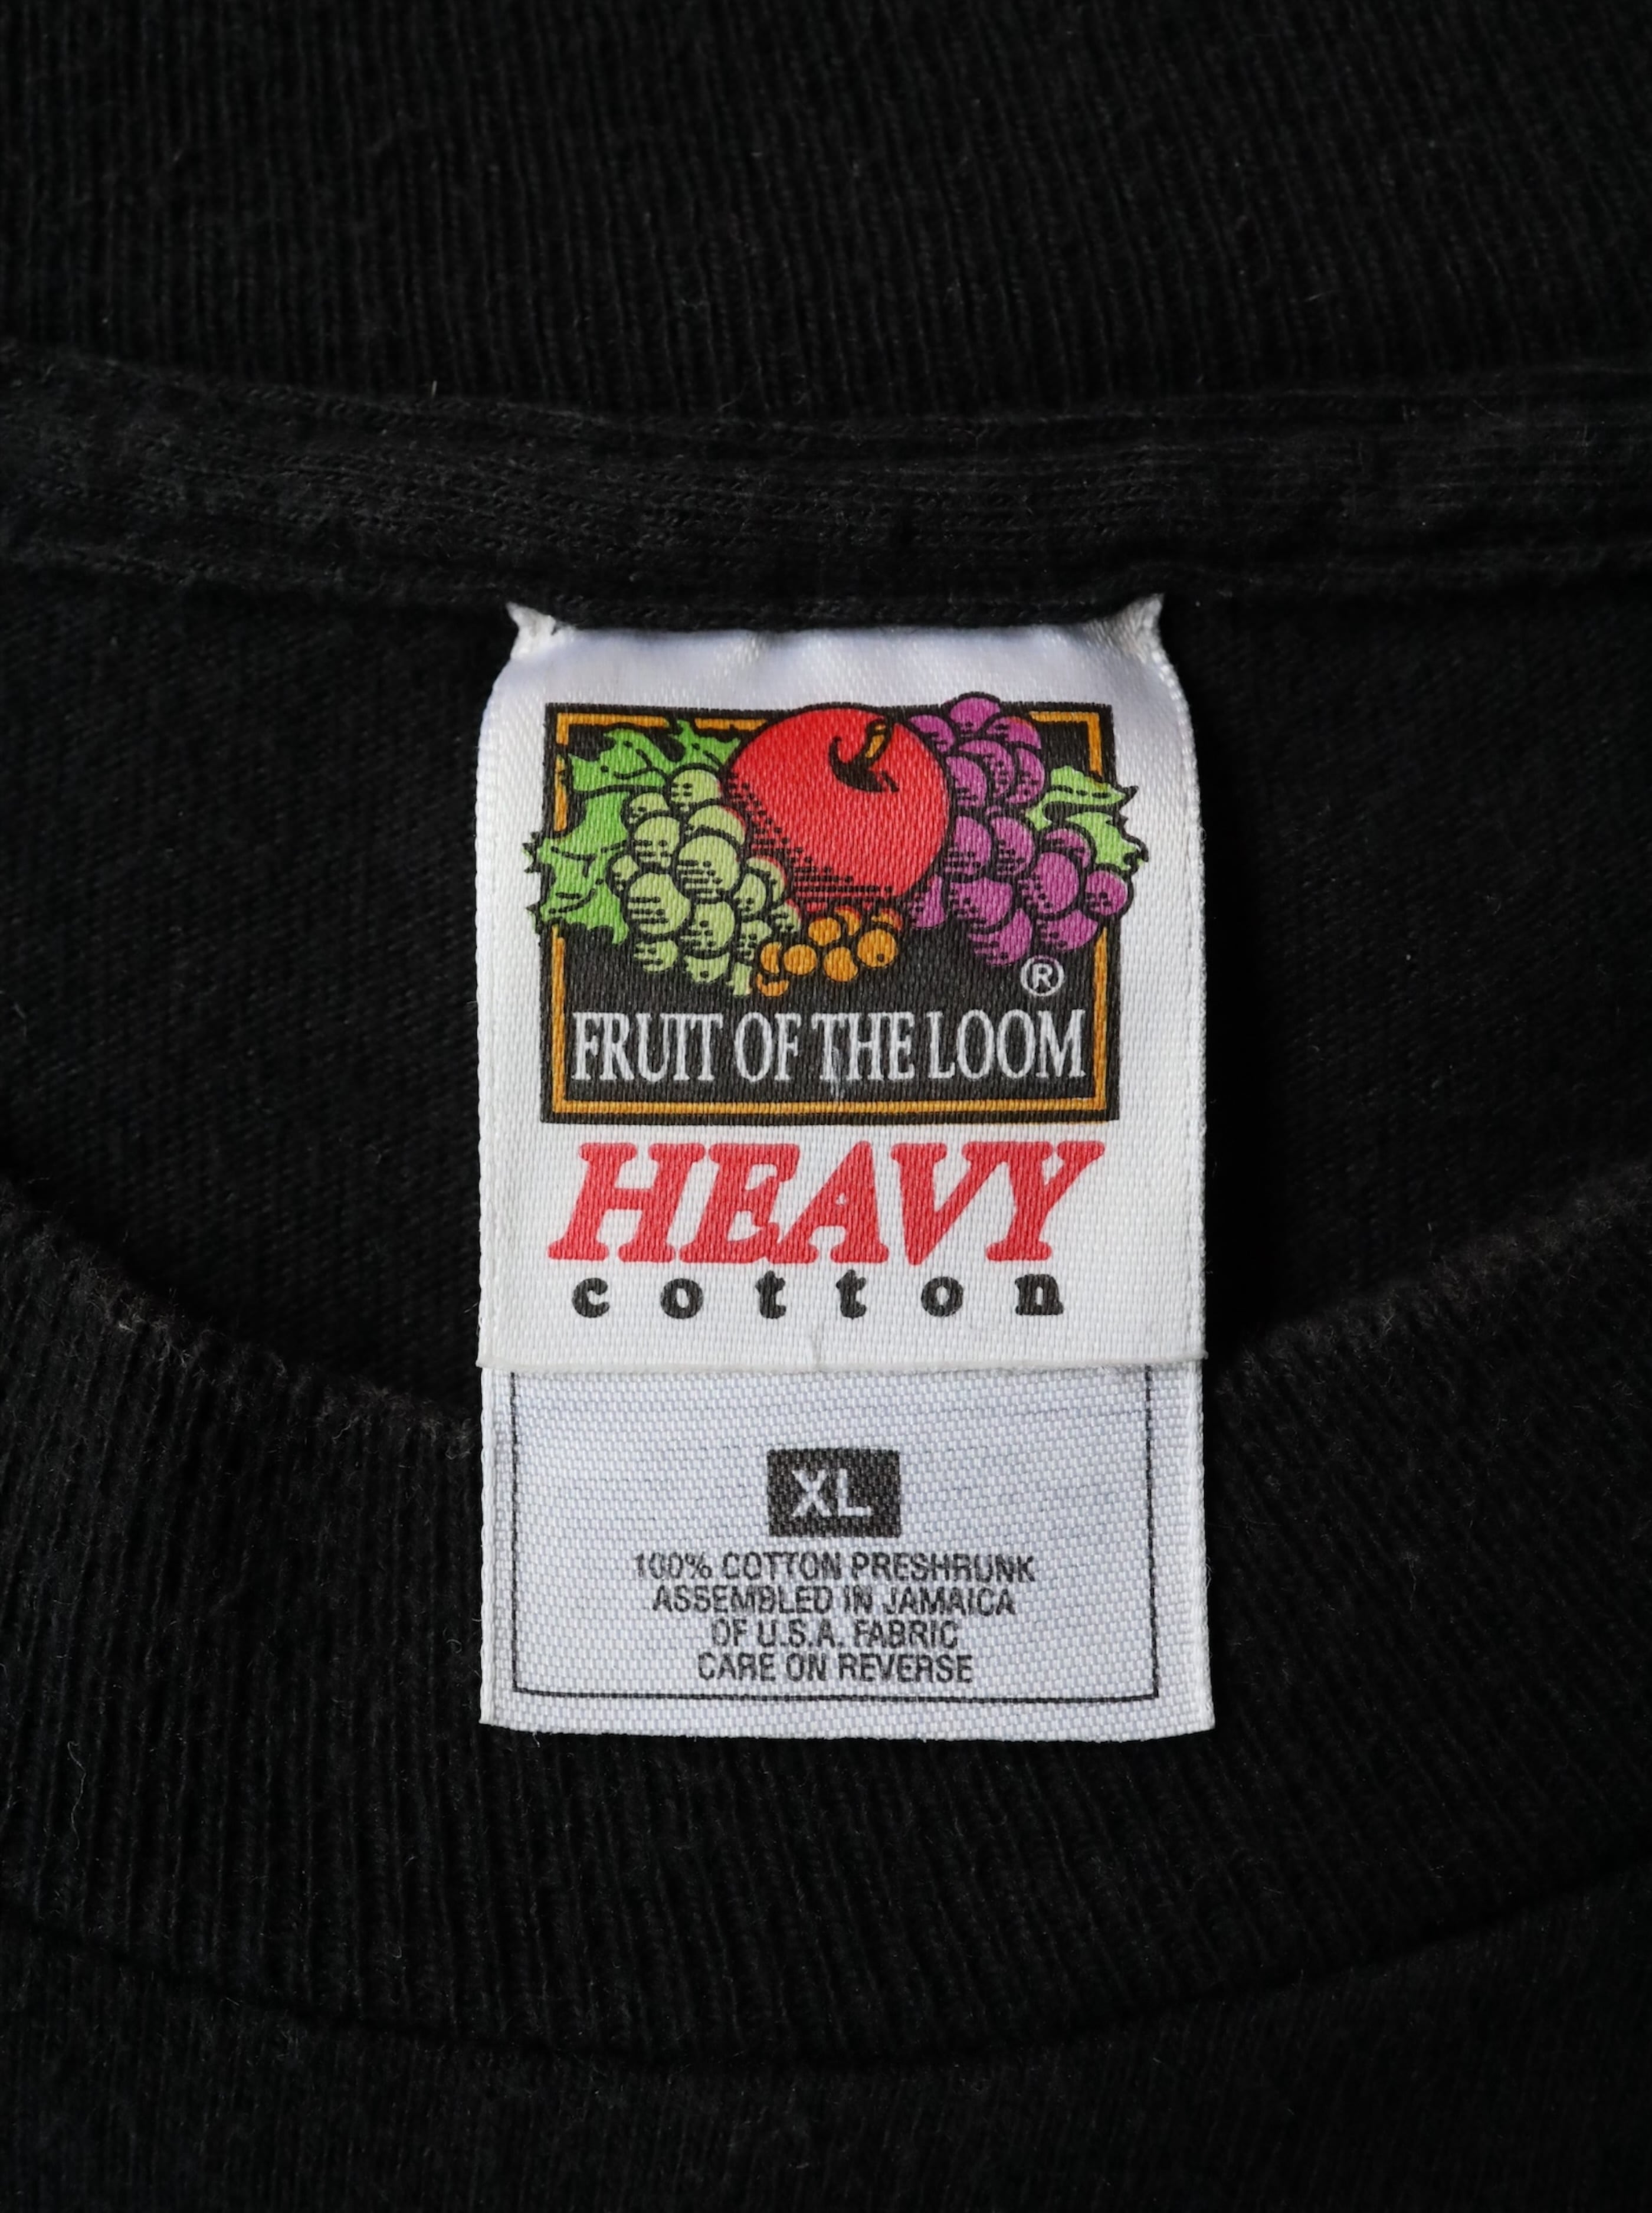 ®
FRUIT OF THE LOOM
HEAVY
cotton
XL
100% COTTON PRESHRUNK
ASSEMBLED IN JAMAICA
OF U.S.A. FABRIC
CARE ON REVERSE